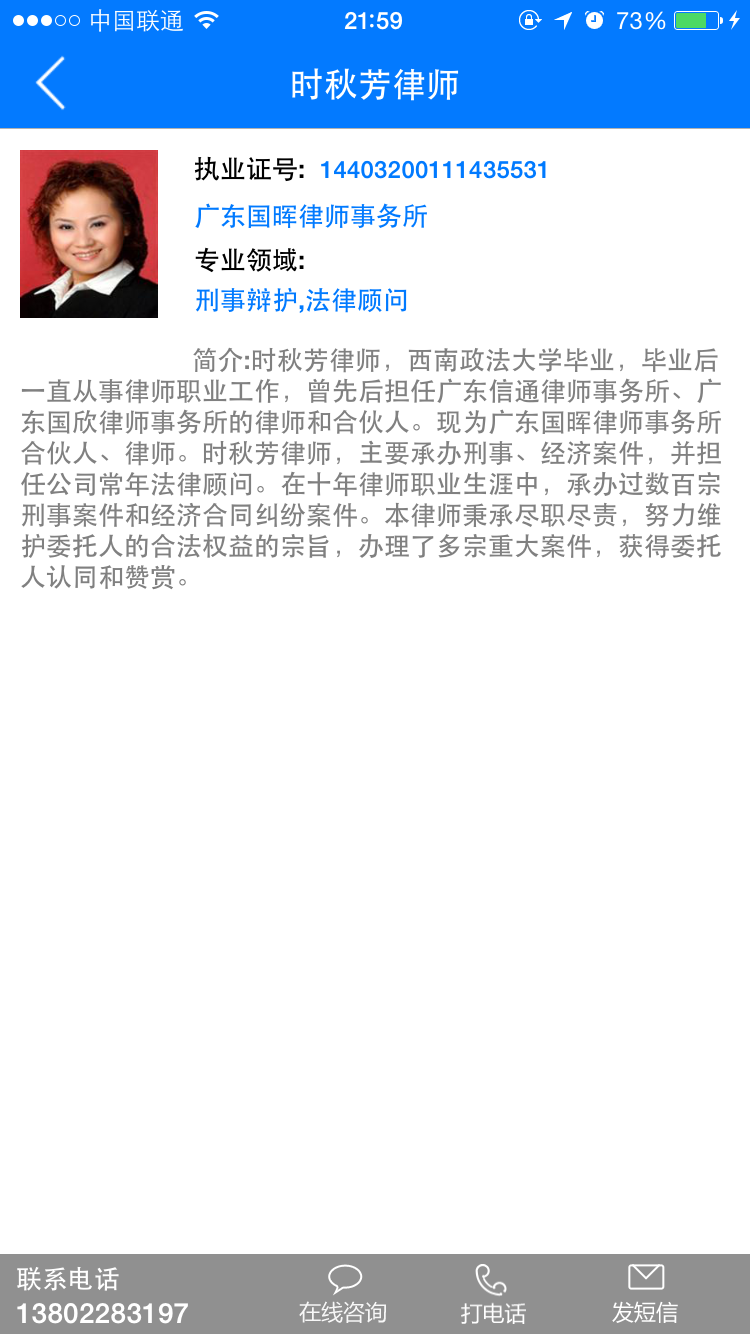 中国联通 21:59 73%
时秋芳律师
执业证号: 14403200111435531
广东国晖律师事务所
专业领域:
刑事辩护,法律顾问
简介:时秋芳律师，西南政法大学毕业，毕业后
一直从事律师职业工作，曾先后担任广东信通律师事务所、广
东国欣律师事务所的律师和合伙人。现为广东国晖律师事务所
合伙人、律师。时秋芳律师，主要承办刑事、经济案件，并担
任公司常年法律顾问。在十年律师职业生涯中，承办过数百宗
刑事案件和经济合同纠纷案件。本律师秉承尽职尽责，努力维
护委托人的合法权益的宗旨，办理了多宗重大案件，获得委托
人认同和赞赏。
联系电话
13802283197
在线咨询 打电话 发短信